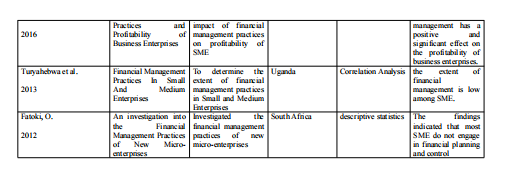 2016
Practices and
Profitability of
Business Enterprises
impact of financial
management practices
on profitability of
SME
management has a
positive and
significant effect on
the profitability of
business enterprises.
Turyahebwa et al.
2013
Financial Management
Practices In Small
And Medium
Enterprises
To determine the
extent of financial
management practices
in Small and Medium
Enterprises
Uganda
Correlation Analysis
the extent of
financial
management is low
among SME.
Fatoki, O.
2012
An investigation into
the Financial
Management Practices
of New Micro-
enterprises
Investigated the
financial management
practices of new
micro-enterprises
South Africa
descriptive statistics
The findings
indicated that most
SME do not engage
in financial planning
and control